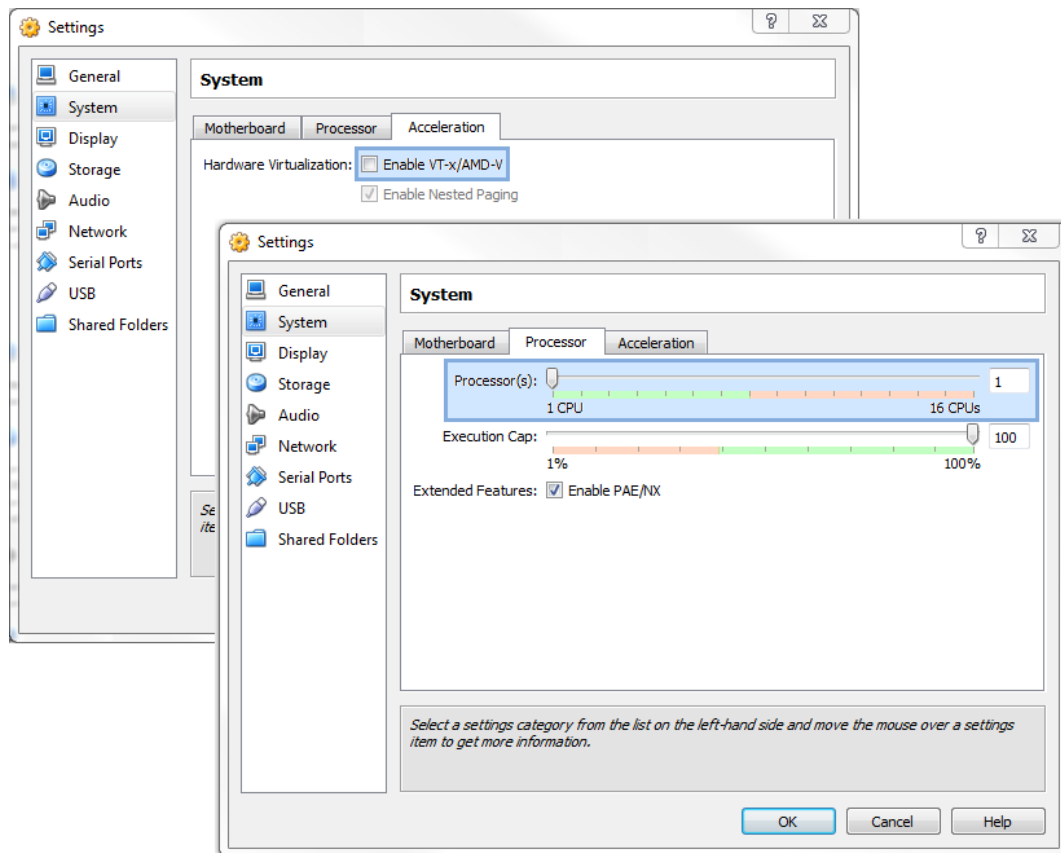 Settings
General
System
Display
Storage
Audio
Network
Serial Ports
USB
Shared Folders
System
Motherboard Processor Acceleration
Hardware Virtualization: Enable VT-x/AMD-V
Enable Nested Paging
Se
ite
Settings
General
System
Display
Storage
Audio
Network
Serial Ports
USB
Shared Folders
System
Motherboard Processor Acceleration
Processor(s): 1
1 CPU 16 CPUs
Execution Cap: 100
1% 100%
Extended Features: Enable PAE/NX
Select a settings category from the list on the left-hand side and move the mouse over a settings
item to get more information.
OK Cancel Help